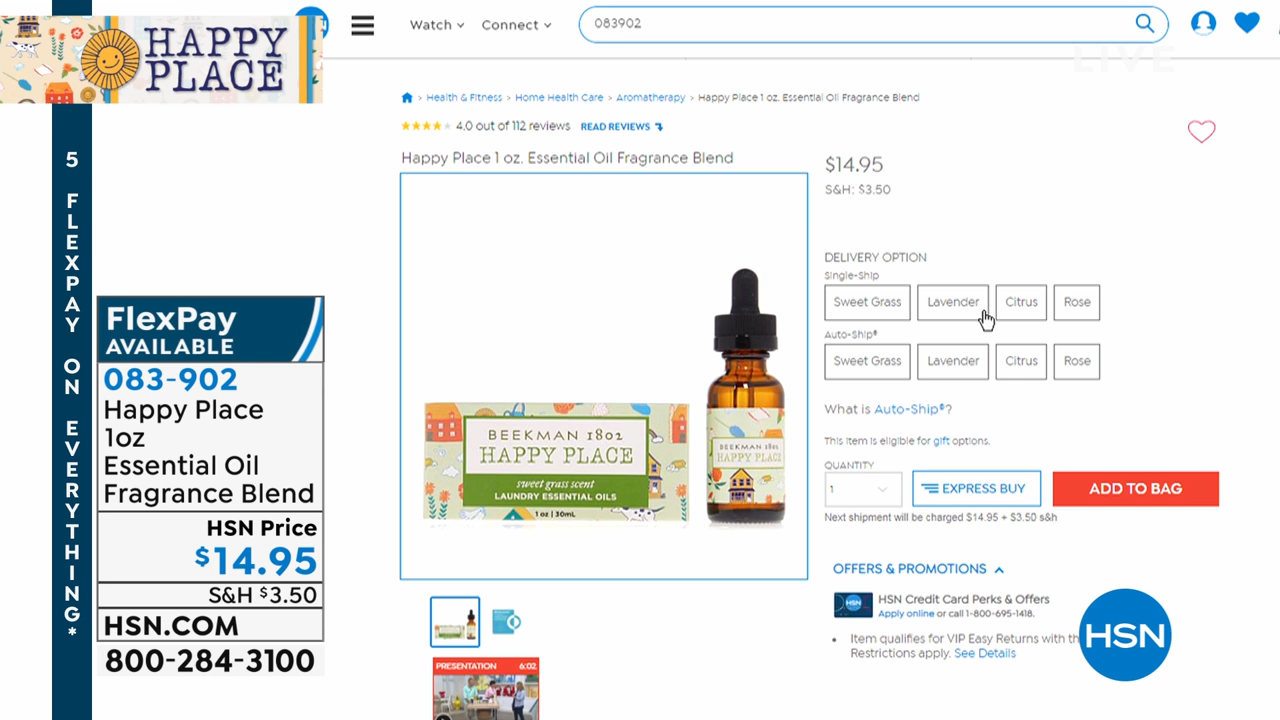 HAPPY
PLACE
5 FLEXPAY ON EVERYTHING*
FlexPay
AVAILABLE
083-902
Happy Place
1oz
Essential Oil
Fragrance Blend
HSN Price
$14.95
S&H $3.50
HSN.COM
800-284-3100
Watch
Connect
083902
LIVE
> Health & Fitness > Home Health Care > Aromatherapy > Happy Place 1 oz. Essential Oil Fragrance Blend
4.0 out of 112 reviews READ REVIEWS
Happy Place 1 oz. Essential Oil Fragrance Blend
BEEKMAN 1802
HAPPY PLACE
sweet grass scent
LAUNDRY ESSENTIAL OILS
1 oz | 30mL
BEEKMAN 1802
HAPPY PLACE
PRESENTATION 6:02
$14.95
S&H: $3.50
DELIVERY OPTION
Single-Ship
Sweet Grass Lavender Citrus Rose
Auto-Ship®
Sweet Grass Lavender Citrus Rose
What is Auto-Ship®?
This item is eligible for gift options.
QUANTITY
1 EXPRESS BUY ADD TO BAG
Next shipment will be charged $14.95 + $3.50 s&h
OFFERS & PROMOTIONS
HSN
HSN Credit Card Perks & Offers
Apply online or call 1-800-695-1418.
Item qualifies for VIP Easy Returns with th
Restrictions apply. See Details
HSN